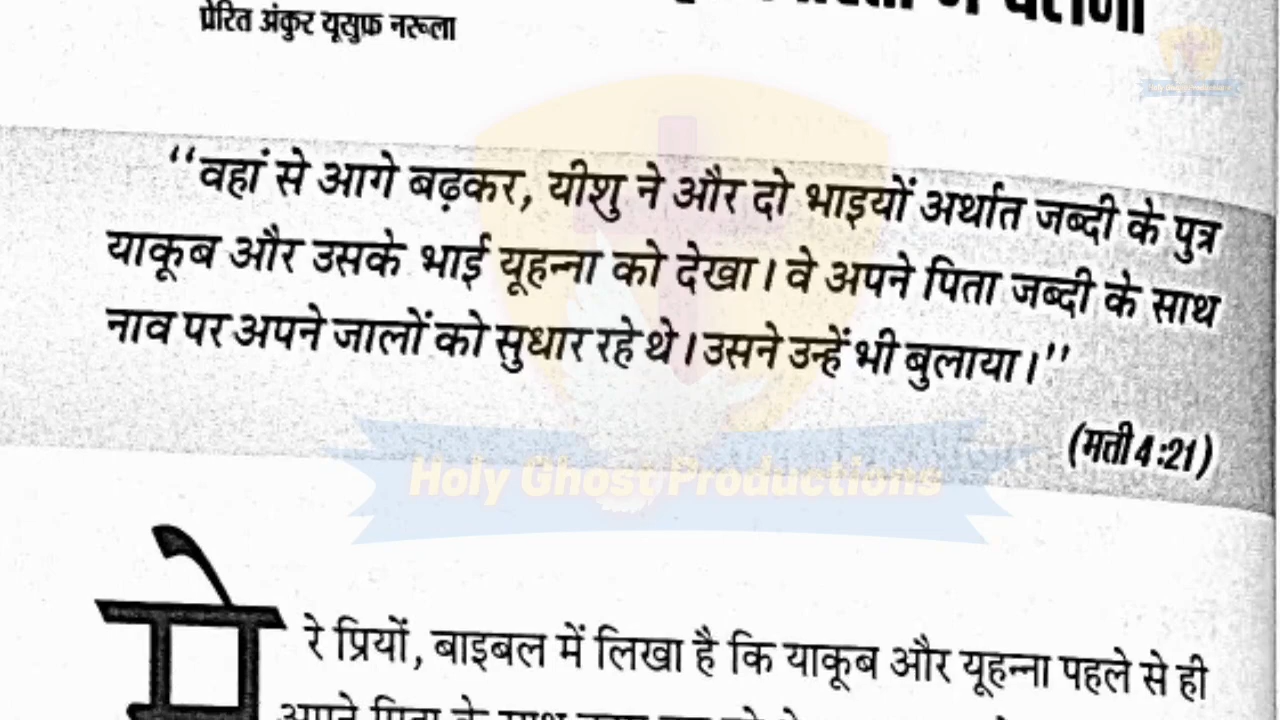 प्रेरित अंकुर यूसुफ़ नरूला
‘‘वहां से आगे बढ़कर, यीशु ने और दो भाइयों अर्थात जब्दी के पुत्र
याकूब और उसके भाई यूहन्ना को देखा। वे अपने पिता जब्दी के साथ
नाव पर अपने जालों को सुधार रहे थे। उसने उन्हें भी बुलाया।’’
(मत्ती 4:21)
Holy Ghost Productions
मेरे प्रियों, बाइबल में लिखा है कि याकूब और यूहन्ना पहले से ही
अपने पिता के साथ